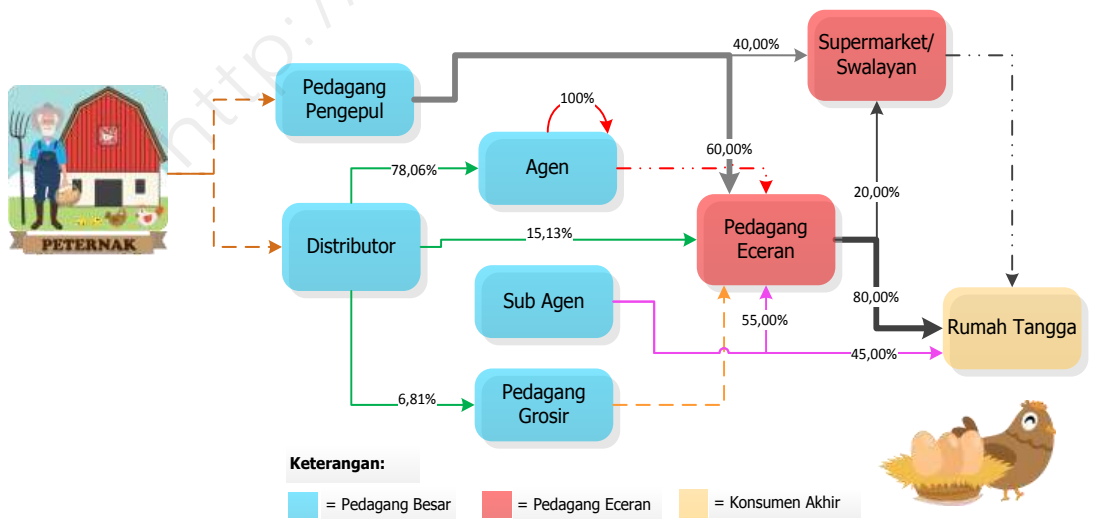 http:/
40,00%
Supermarket/
Swalayan
Pedagang
Pengepul
100%
Agen
60,00%
78,06%
20,00%
PETERNAK
Distributor
15,13%
Pedagang
Eceran
Sub Agen
55,00%
80,00%
Rumah Tangga
45,00%
6,81%
Pedagang
Grosir
Keterangan:
= Pedagang Besar
= Pedagang Eceran
= Konsumen Akhir